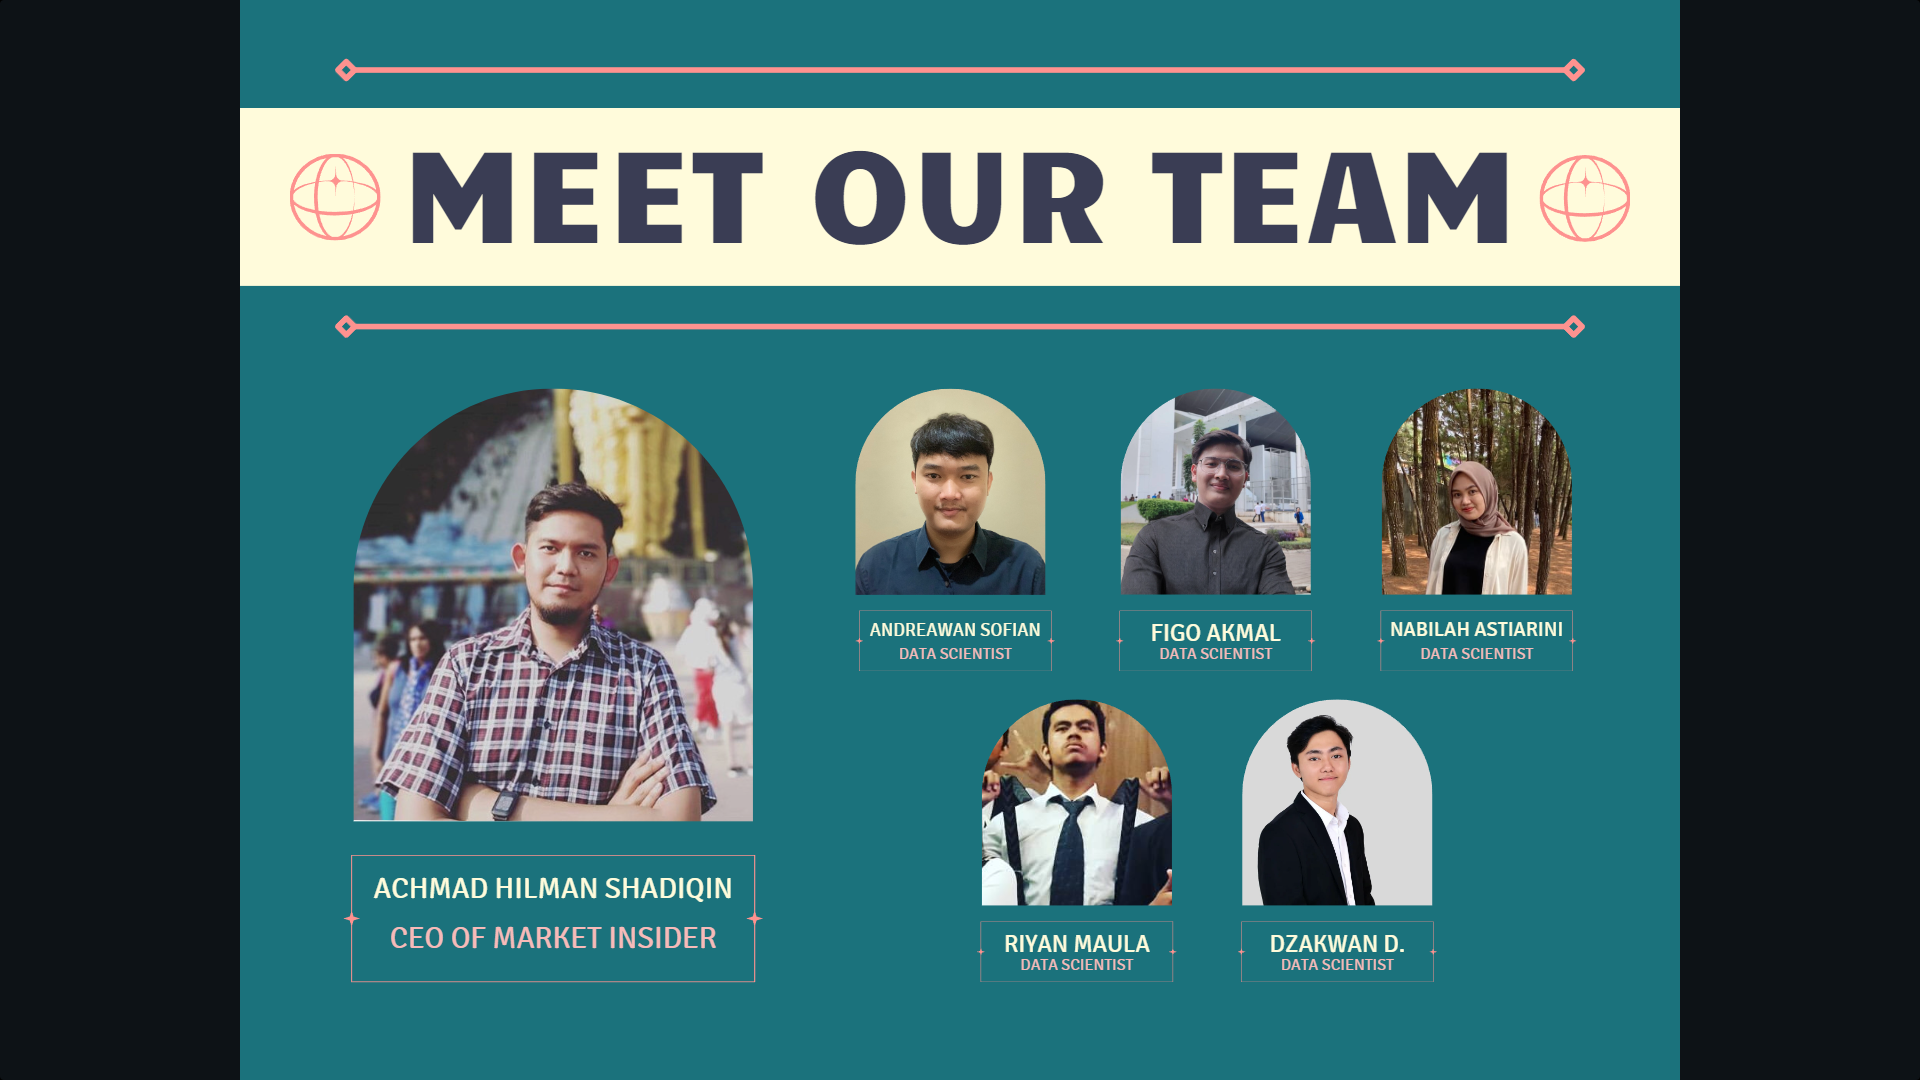 MEET OUR TEAM
ACHMAD HILMAN SHADIQIN
CEO OF MARKET INSIDER
ANDREAWAN SOFIAN
DATA SCIENTIST
FIGO AKMAL
DATA SCIENTIST
NABILAH ASTIARINI
DATA SCIENTIST
RIYAN MAULA
DATA SCIENTIST
DZAKWAN D.
DATA SCIENTIST